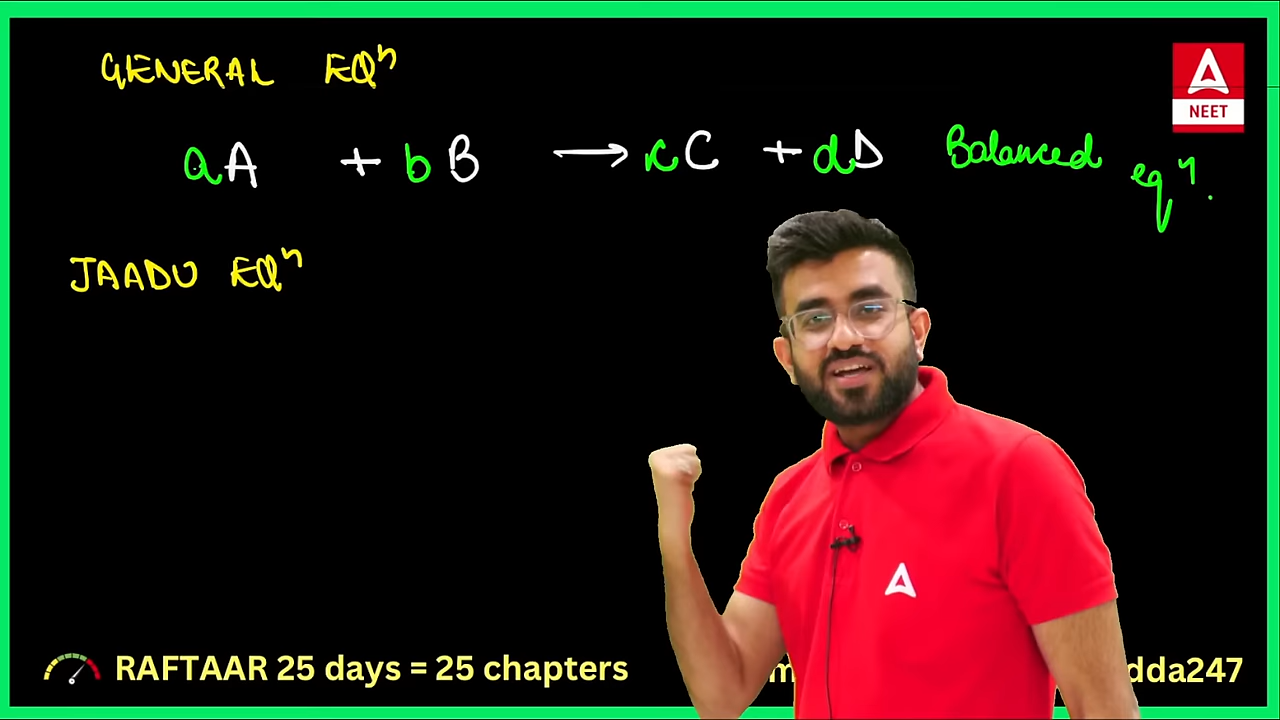 GENERAL EQⁿ
NEET
aA + bB → cC + dD Balanced eqⁿ.
JAADU EQⁿ
RAFTAAR 25 days = 25 chapters
dda247